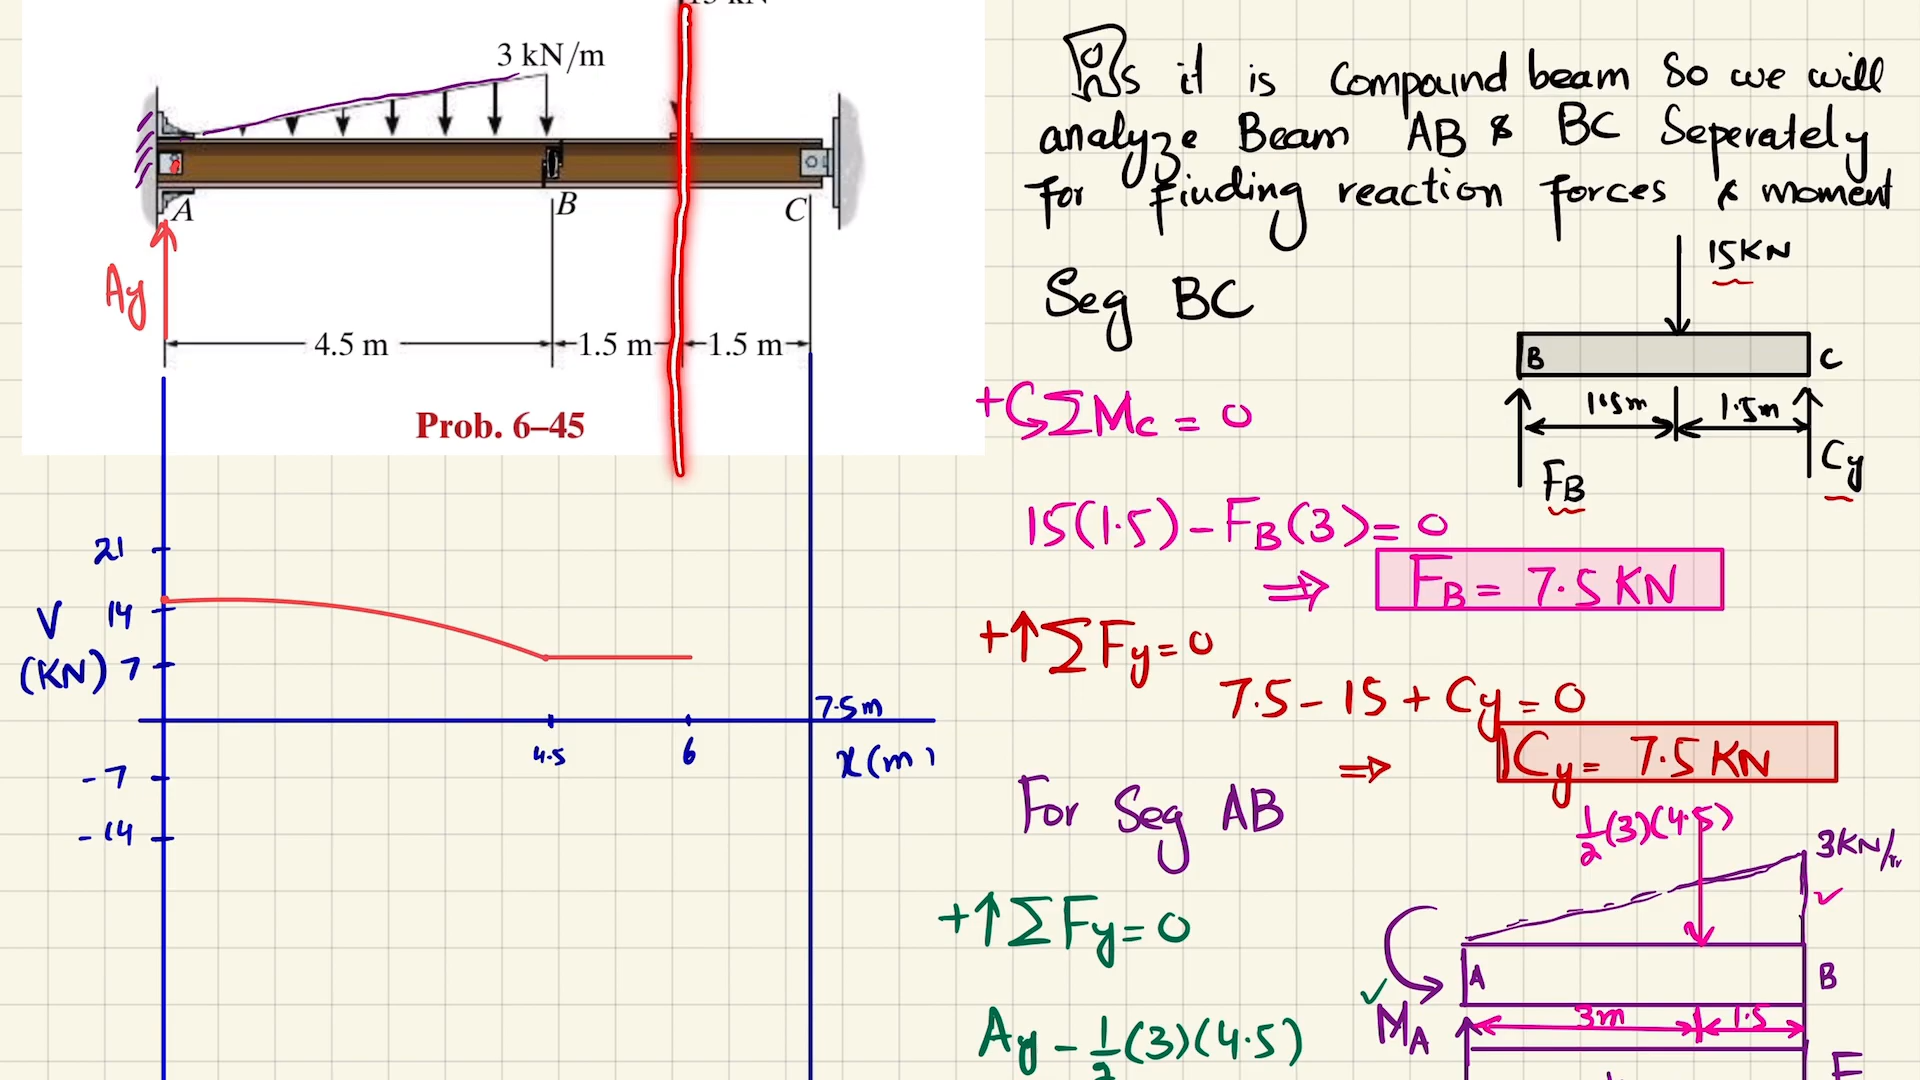 3 kN/m
A
B
C
Ay
4.5 m
1.5 m
1.5 m
Prob. 6–45
21
V 14
(KN) 7
7.5m
4.5
6
x(m)
-7
-14
As it is compound beam so we will
analyze Beam AB & BC Seperately
for finding reaction forces & moment
Seg BC
15KN
B
C
1.5m
1.5m
FB
Cy
+ΣMc = 0
15(1.5) - FB(3) = 0
⇒ FB = 7.5 KN
+↑ΣFy = 0
7.5 - 15 + Cy = 0
⇒ Cy = 7.5 KN
For Seg AB
1/2(3)(4.5)
3KN/m
+↑ΣFy = 0
A
B
MA
3m
1.5
Ay - 1/2(3)(4.5)